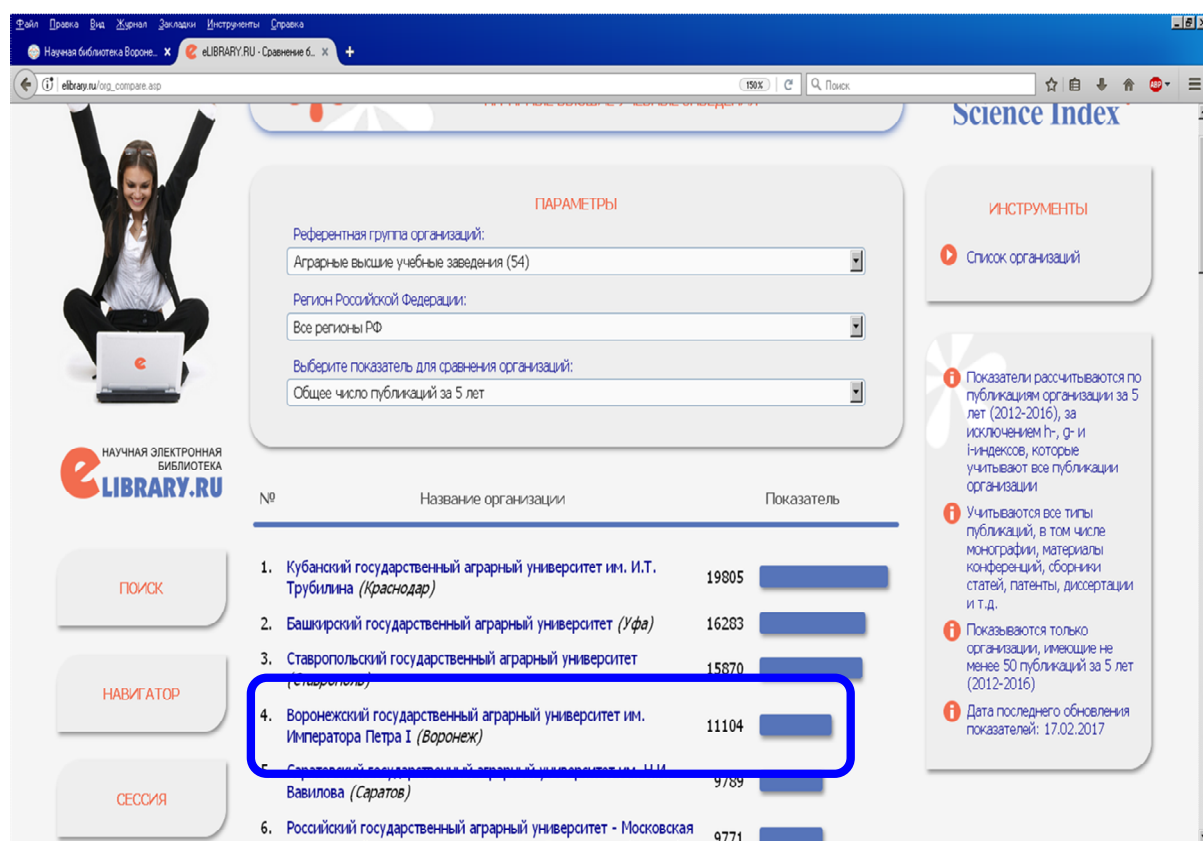 Файл Правка Вид Журнал Закладки Инструменты Справка
Научная библиотека Вороне...
eLIBRARY.RU - Сравнение б...
elibrary.ru/org_compare.asp
150%
Поиск
ABP
Science Index
ПАРАМЕТРЫ
Референтная группа организаций:
Аграрные высшие учебные заведения (54)
Регион Российской Федерации:
Все регионы РФ
Выберите показатель для сравнения организаций:
Общее число публикаций за 5 лет
ИНСТРУМЕНТЫ
Список организаций
Показатели рассчитываются по
публикациям организации за 5
лет (2012-2016), за
исключением h-, g- и
i-индексов, которые
учитывают все публикации
организации
Учитываются все типы
публикаций, в том числе
монографии, материалы
конференций, сборники
статей, патенты, диссертации
и т.д.
Показываются только
организации, имеющие не
менее 50 публикаций за 5 лет
(2012-2016)
Дата последнего обновления
показателей: 17.02.2017
НАУЧНАЯ ЭЛЕКТРОННАЯ
БИБЛИОТЕКА
eLIBRARY.RU
ПОИСК
НАВИГАТОР
СЕССИЯ
№ Название организации Показатель
1. Кубанский государственный аграрный университет им. И.Т.
Трубилина (Краснодар) 19805
2. Башкирский государственный аграрный университет (Уфа) 16283
3. Ставропольский государственный аграрный университет
(Ставрополь) 15870
4. Воронежский государственный аграрный университет им.
Императора Петра I (Воронеж) 11104
5. Саратовский государственный аграрный университет им. Н.И.
Вавилова (Саратов) 9789
6. Российский государственный аграрный университет - Московская
9771